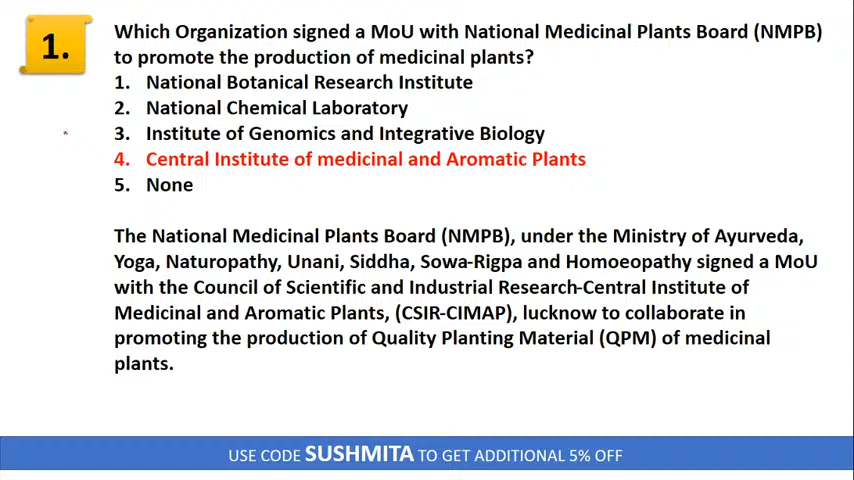 1.
Which Organization signed a MoU with National Medicinal Plants Board (NMPB)
to promote the production of medicinal plants?
1. National Botanical Research Institute
2. National Chemical Laboratory
3. Institute of Genomics and Integrative Biology
4. Central Institute of medicinal and Aromatic Plants
5. None
The National Medicinal Plants Board (NMPB), under the Ministry of Ayurveda,
Yoga, Naturopathy, Unani, Siddha, Sowa-Rigpa and Homoeopathy signed a MoU
with the Council of Scientific and Industrial Research-Central Institute of
Medicinal and Aromatic Plants, (CSIR-CIMAP), lucknow to collaborate in
promoting the production of Quality Planting Material (QPM) of medicinal
plants.
USE CODE SUSHMITA TO GET ADDITIONAL 5% OFF